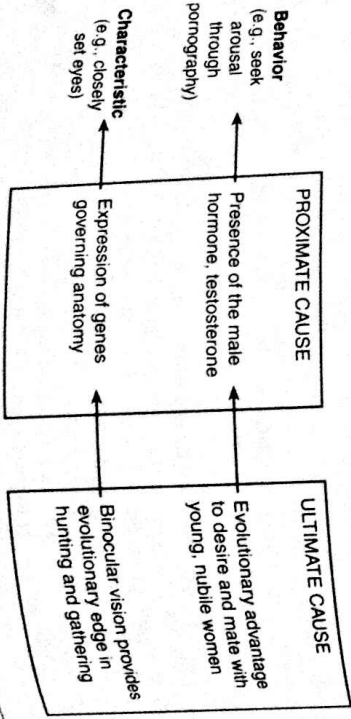 Behavior
(e.g., seek
arousal
through
pornography)
PROXIMATE CAUSE
Presence of the male
hormone, testosterone
ULTIMATE CAUSE
Evolutionary advantage
to desire and mate with
young, nubile women
Characteristic
(e.g., closely
set eyes)
Expression of genes
governing anatomy
Binocular vision provides
evolutionary edge in
hunting and gathering